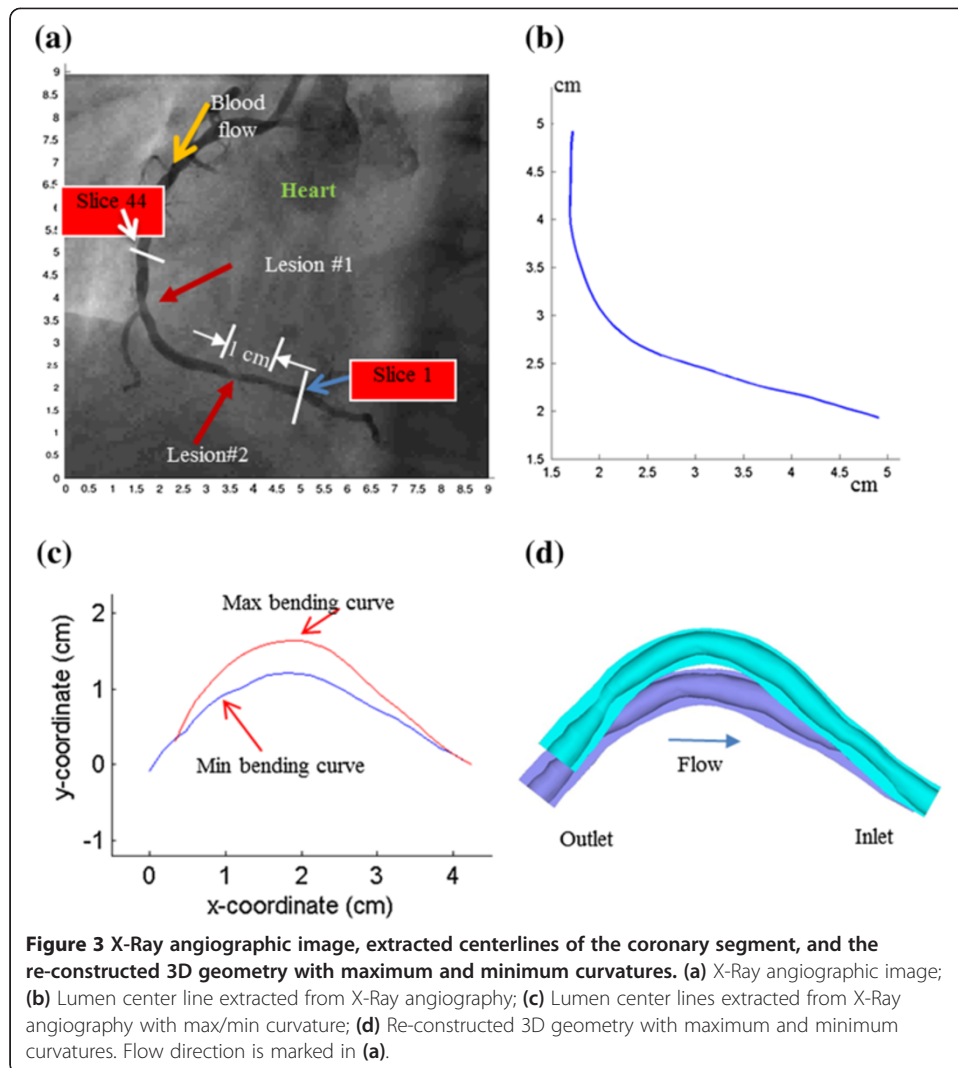 (a)
9
8.5
8
7.5
7
6.5
6
5.5
5
4.5
4
3.5
3
2.5
2
1.5
1
0.5
0
0 0.5 1 1.5 2 2.5 3 3.5 4 4.5 5 5.5 6 6.5 7 7.5 8 8.5 9
Blood
flow
Heart
Slice 44
Lesion #1
1 cm
Slice 1
Lesion#2
(b)
cm
5
4.5
4
3.5
3
2.5
2
1.5
1.5 2 2.5 3 3.5 4 4.5 5
cm
(c)
y-coordinate (cm)
2
1
0
-1
Max bending curve
Min bending curve
0 1 2 3 4
x-coordinate (cm)
(d)
Flow
Outlet
Inlet
Figure 3 X-Ray angiographic image, extracted centerlines of the coronary segment, and the
re-constructed 3D geometry with maximum and minimum curvatures. (a) X-Ray angiographic image;
(b) Lumen center line extracted from X-Ray angiography; (c) Lumen center lines extracted from X-Ray
angiography with max/min curvature; (d) Re-constructed 3D geometry with maximum and minimum
curvatures. Flow direction is marked in (a).